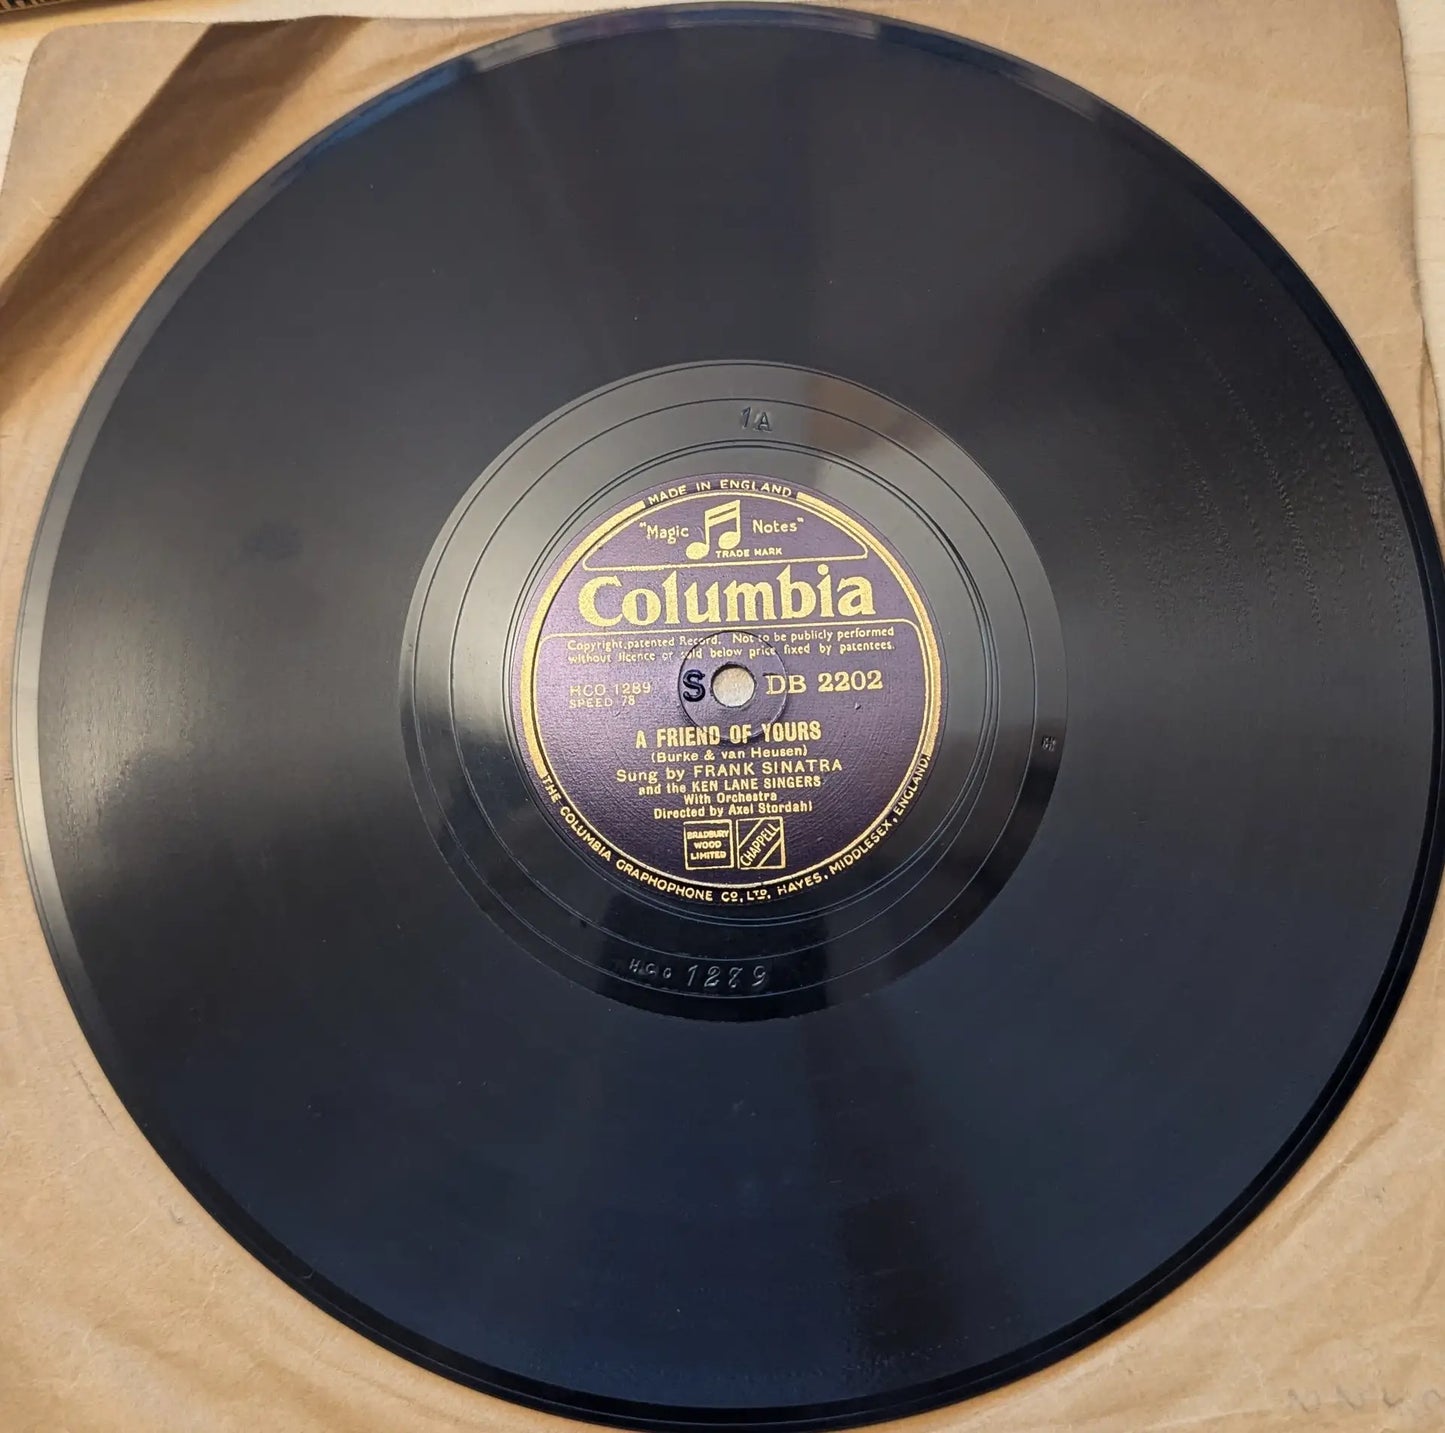 1A
MADE IN ENGLAND
"Magic Notes"
TRADE MARK
Columbia
Copyright, patented Record. Not to be publicly performed
without licence or sold below price fixed by patentees.
HCO 1289 S DB 2202
SPEED 78
A FRIEND OF YOURS
(Burke & van Heusen)
Sung by FRANK SINATRA
and the KEN LANE SINGERS
With Orchestra
Directed by Axel Stordahl
BRADBURY
WOOD
LIMITED
CHAPPELL
THE COLUMBIA GRAPHOPHONE CO., LTD. HAYES, MIDDLESEX, ENGLAND.
HCO 1289